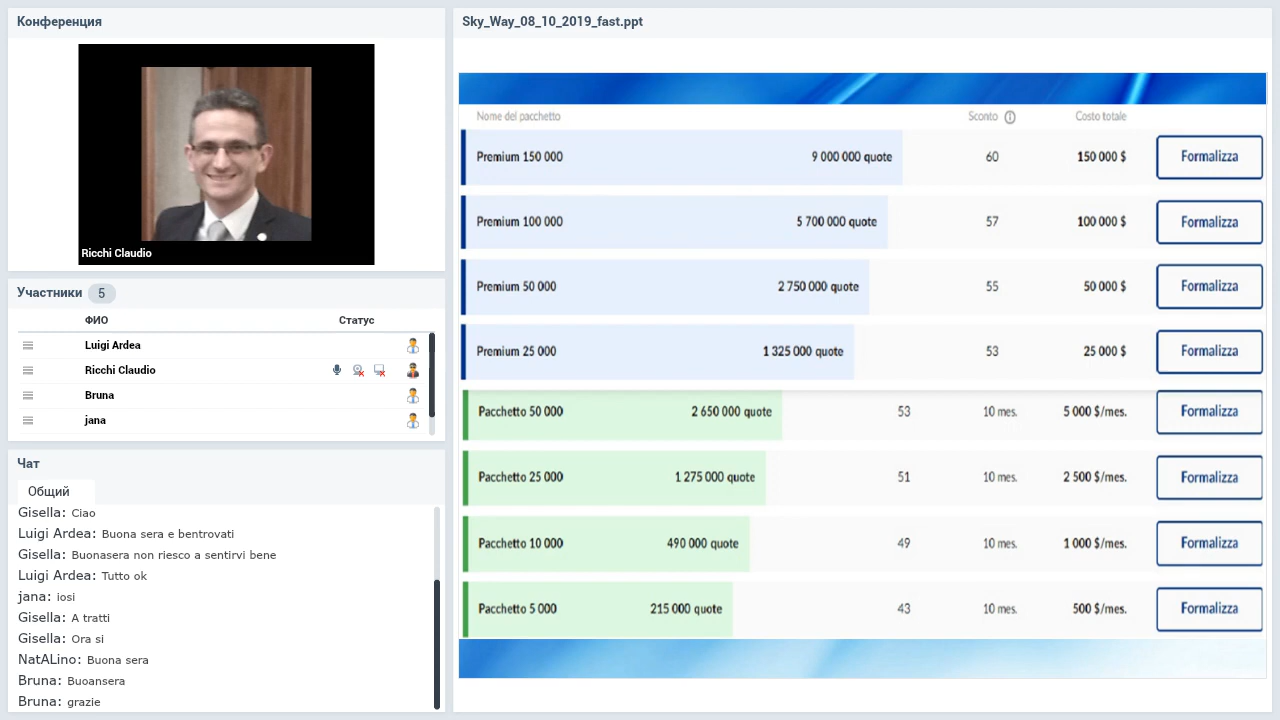 Конференция
Ricchi Claudio
Участники 5
ФИО Статус
Luigi Ardea
Ricchi Claudio
Bruna
jana
Чат
Общий
Gisella: Ciao
Luigi Ardea: Buona sera e bentrovati
Gisella: Buonasera non riesco a sentirvi bene
Luigi Ardea: Tutto ok
jana: iosi
Gisella: A tratti
Gisella: Ora si
NatALino: Buona sera
Bruna: Buoansera
Bruna: grazie
Sky_Way_08_10_2019_fast.ppt
Nome del pacchetto Sconto Costo totale
Premium 150 000 9 000 000 quote 60 150 000 $ Formalizza
Premium 100 000 5 700 000 quote 57 100 000 $ Formalizza
Premium 50 000 2 750 000 quote 55 50 000 $ Formalizza
Premium 25 000 1 325 000 quote 53 25 000 $ Formalizza
Pacchetto 50 000 2 650 000 quote 53 10 mes. 5 000 $/mes. Formalizza
Pacchetto 25 000 1 275 000 quote 51 10 mes. 2 500 $/mes. Formalizza
Pacchetto 10 000 490 000 quote 49 10 mes. 1 000 $/mes. Formalizza
Pacchetto 5 000 215 000 quote 43 10 mes. 500 $/mes. Formalizza